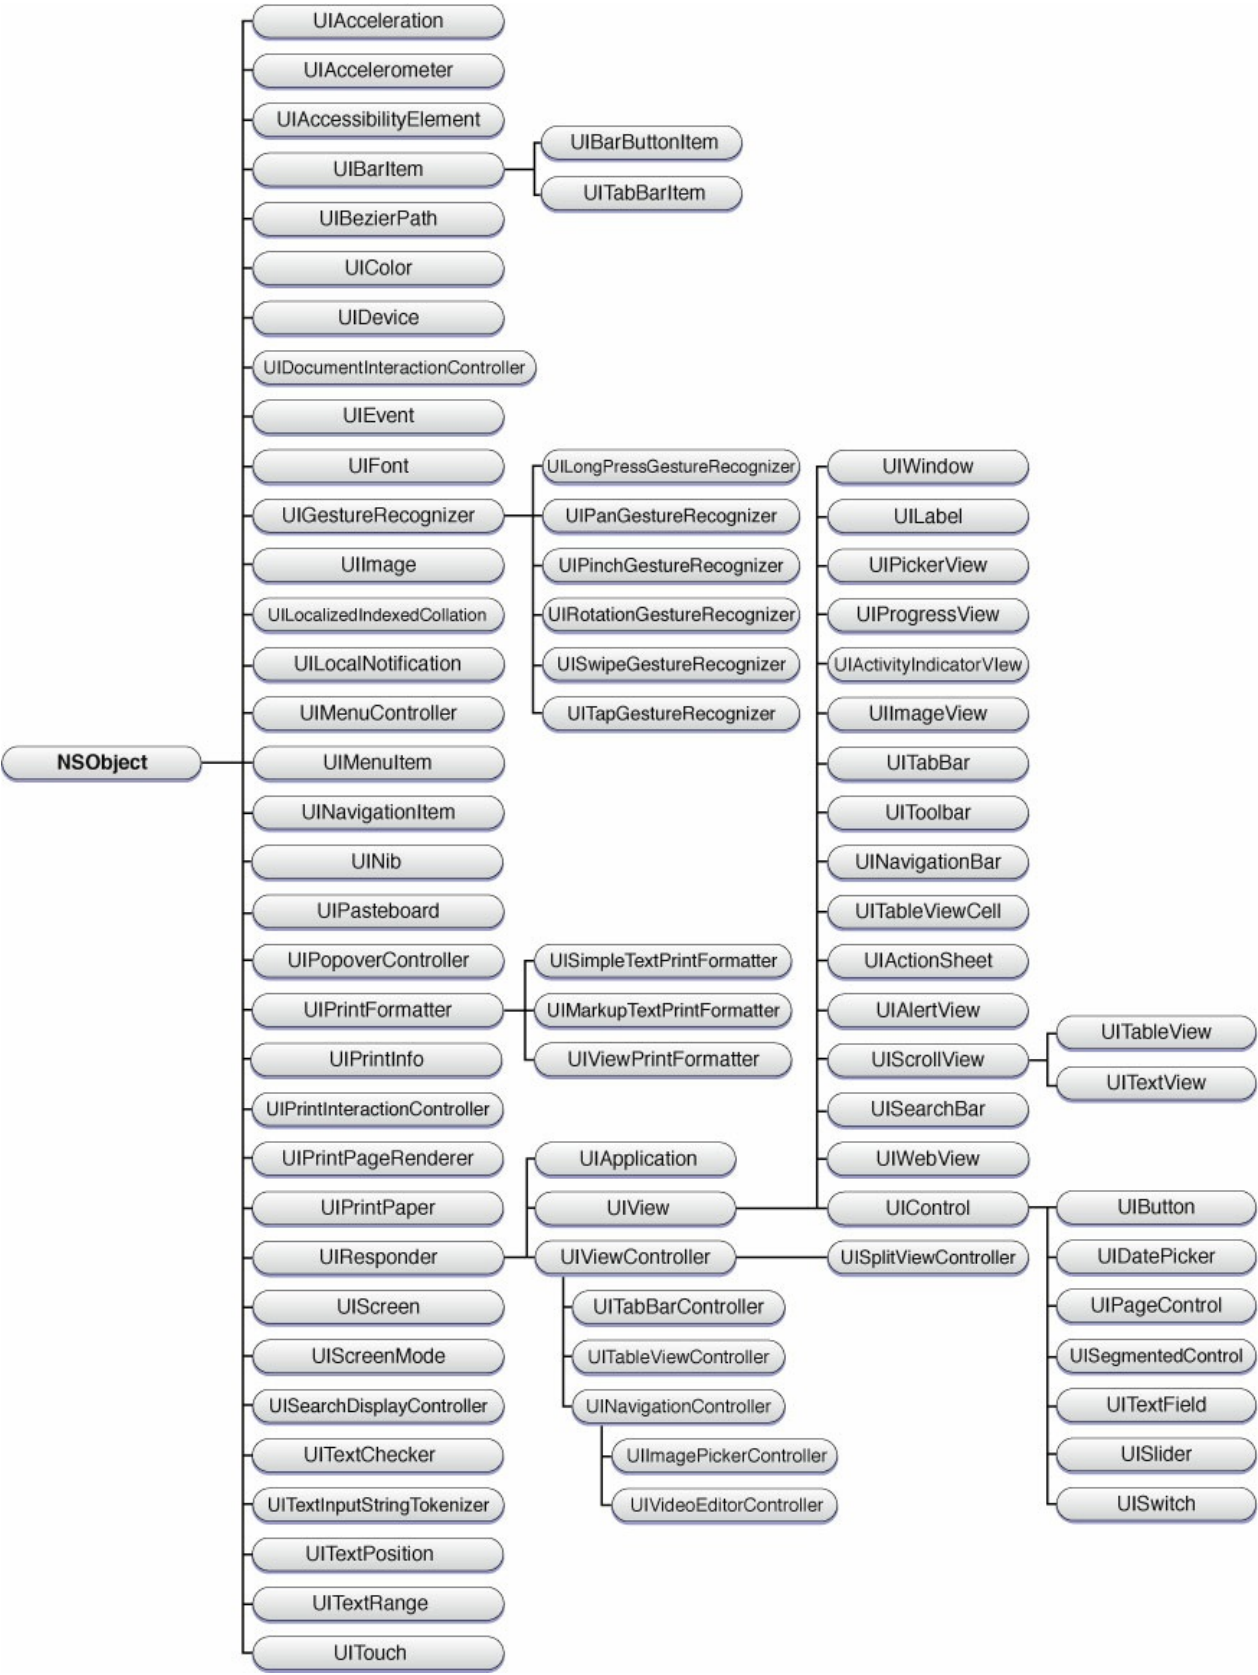 UIAcceleration
UIAccelerometer
UIAccessibilityElement
UIBarButtonItem
UIBarItem
UITabBarItem
UIBezierPath
UIColor
UIDevice
UIDocumentInteractionController
UIEvent
UIFont
UILongPressGestureRecognizer
UIWindow
UIGestureRecognizer
UIPanGestureRecognizer
UILabel
UIImage
UIPinchGestureRecognizer
UIPickerView
UILocalizedIndexedCollation
UIRotationGestureRecognizer
UIProgressView
UILocalNotification
UISwipeGestureRecognizer
UIActivityIndicatorVIew
UIMenuController
UITapGestureRecognizer
UIImageView
NSObject
UIMenuItem
UITabBar
UINavigationItem
UIToolbar
UINib
UINavigationBar
UIPasteboard
UITableViewCell
UIPopoverController
UISimpleTextPrintFormatter
UIActionSheet
UIPrintFormatter
UIMarkupTextPrintFormatter
UIAlertView
UITableView
UIPrintInfo
UIViewPrintFormatter
UIScrollView
UITextView
UIPrintInteractionController
UISearchBar
UIPrintPageRenderer
UIApplication
UIWebView
UIPrintPaper
UIView
UIControl
UIButton
UIResponder
UIViewController
UISplitViewController
UIDatePicker
UIScreen
UITabBarController
UIPageControl
UIScreenMode
UITableViewController
UISegmentedControl
UISearchDisplayController
UINavigationController
UITextField
UITextChecker
UIImagePickerController
UISlider
UITextInputStringTokenizer
UIVideoEditorController
UISwitch
UITextPosition
UITextRange
UITouch